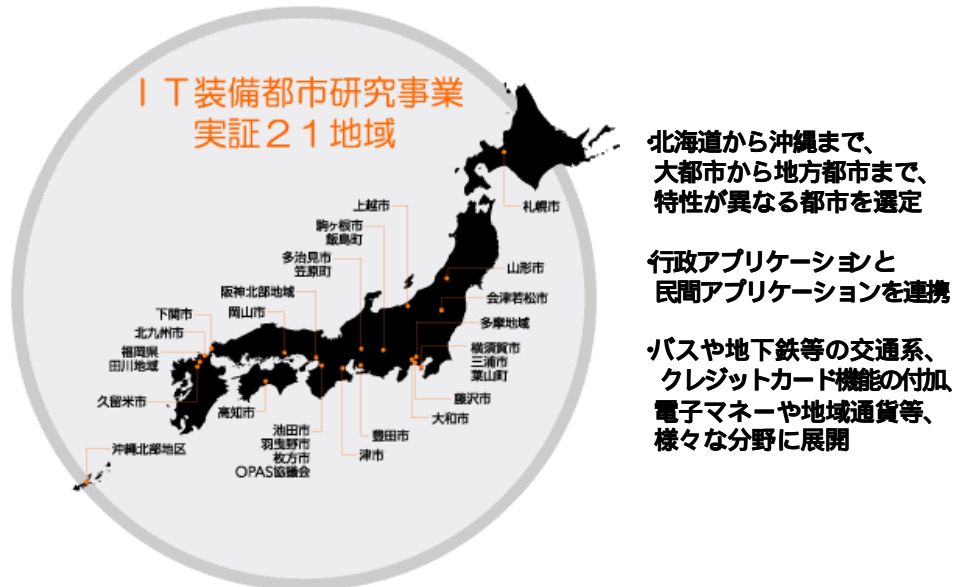 ＩＴ装備都市研究事業
実証２１地域
札幌市
上越市
駒ヶ根市
飯島町
多治見市
笠原町
阪神北部地域
岡山市
下関市
北九州市
福岡県
田川地域
久留米市
沖縄北部地区
高知市
池田市
羽曳野市
枚方市
OPAS協議会
津市
豊田市
大和市
藤沢市
横須賀市
三浦市
葉山町
多摩地域
会津若松市
山形市
・北海道から沖縄まで、
大都市から地方都市まで、
特性が異なる都市を選定
・行政アプリケーションと
民間アプリケーションを連携
・バスや地下鉄等の交通系、
クレジットカード機能の付加、
電子マネーや地域通貨等、
様々な分野に展開